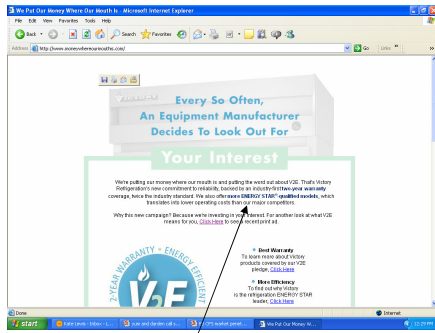 We Put Our Money Where Our Mouth Is - Microsoft Internet Explorer
File Edit View Favorites Tools Help
Back Search Favorites
Address http://www.moneywhereourmouthis.com/ Go Links
Every So Often,
An Equipment Manufacturer
Decides To Look Out For
Your Interest
We're putting our money where our mouth is and putting the word out about V2E. That's Victory
Refrigeration's new commitment to reliability, backed by an industry-first two-year warranty
coverage, twice the industry standard. We also offer more ENERGY STAR®-qualified models, which
translates into lower operating costs than our major competitors.
Why this new campaign? Because we're investing in your interest. For another look at what V2E
means for you, Click Here to see a recent print ad.
2-YEAR WARRANTY • ENERGY EFFICIENT
V2E
Best Warranty
To learn more about Victory
products covered by our V2E
pledge, Click Here
More Efficiency
To find out why Victory
is the refrigeration ENERGY STAR
leader, Click Here
Done Internet
start Katie Lewis - Inbox We Put Our Money W... 12:29 PM